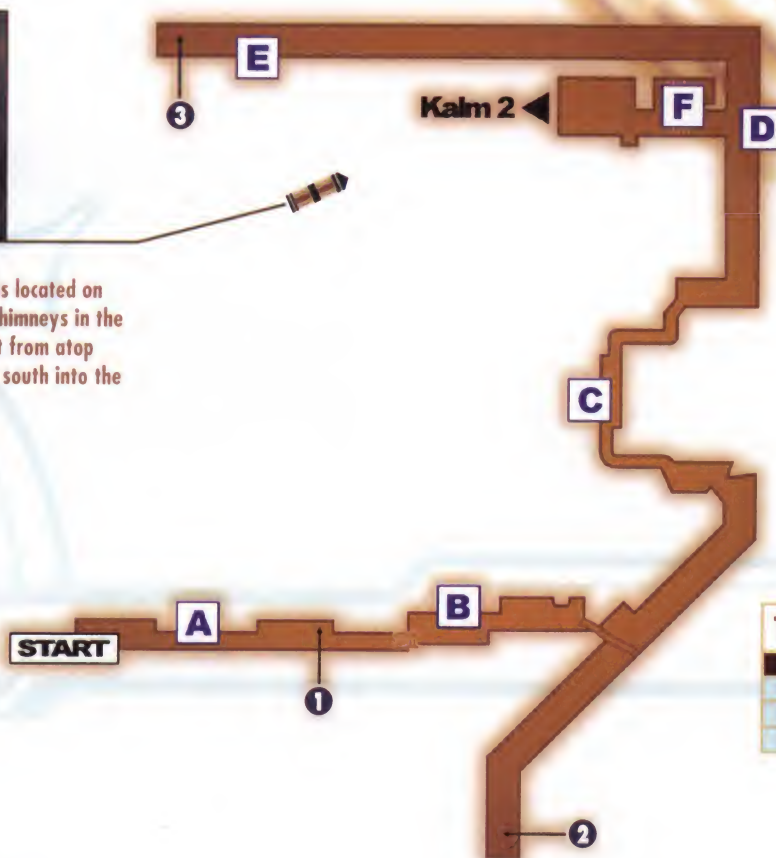 E
3
Kalm 2
F
D
s located on
himneys in the
t from atop
south into the
C
A
B
START
1
2